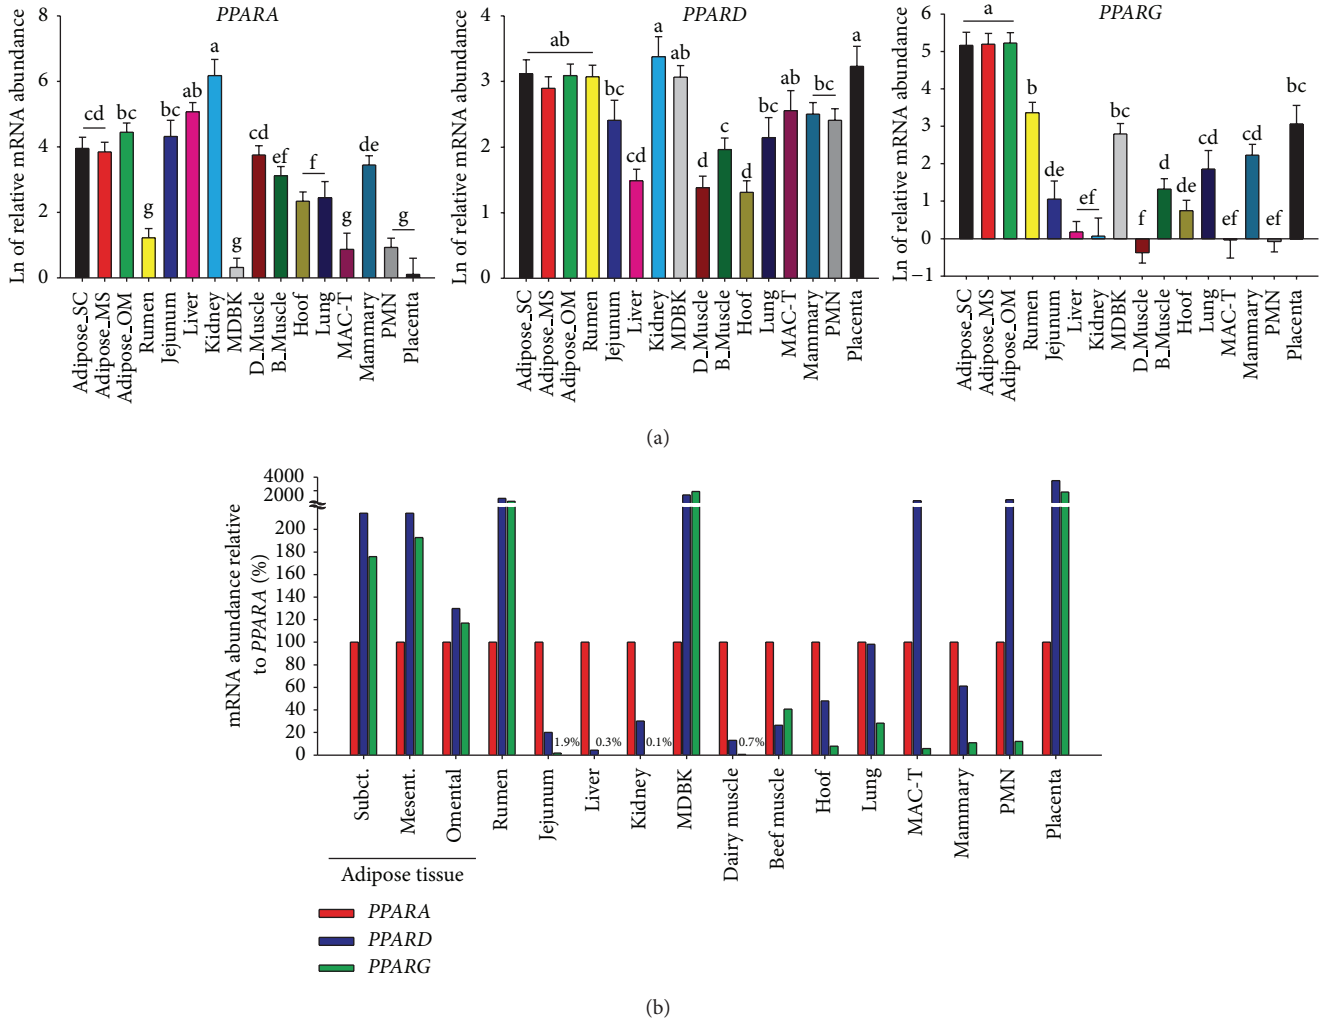 PPARA
Ln of relative mRNA abundance
8
6
4
2
0
cd
bc
g
bc
ab
a
g
cd
ef
f
g
de
g
Adipose_SC
Adipose_MS
Adipose_OM
Rumen
Jejunum
Liver
Kidney
MDBK
D_Muscle
B_Muscle
Hoof
Lung
MAC-T
Mammary
PMN
Placenta
PPARD
Ln of relative mRNA abundance
4
3
2
1
0
ab
bc
cd
a
ab
d
c
d
bc
ab
bc
a
Adipose_SC
Adipose_MS
Adipose_OM
Rumen
Jejunum
Liver
Kidney
MDBK
D_Muscle
B_Muscle
Hoof
Lung
MAC-T
Mammary
PMN
Placenta
PPARG
Ln of relative mRNA abundance
6
5
4
3
2
1
0
−1
a
b
de
ef
bc
f
d
de
cd
ef
cd
ef
bc
Adipose_SC
Adipose_MS
Adipose_OM
Rumen
Jejunum
Liver
Kidney
MDBK
D_Muscle
B_Muscle
Hoof
Lung
MAC-T
Mammary
PMN
Placenta
(a)
mRNA abundance relative
to PPARA (%)
4000
2000
200
180
160
140
120
100
80
60
40
20
0
1.9%
0.3%
0.1%
0.7%
Subct.
Mesent.
Omental
Rumen
Jejunum
Liver
Kidney
MDBK
Dairy muscle
Beef muscle
Hoof
Lung
MAC-T
Mammary
PMN
Placenta
Adipose tissue
PPARA
PPARD
PPARG
(b)